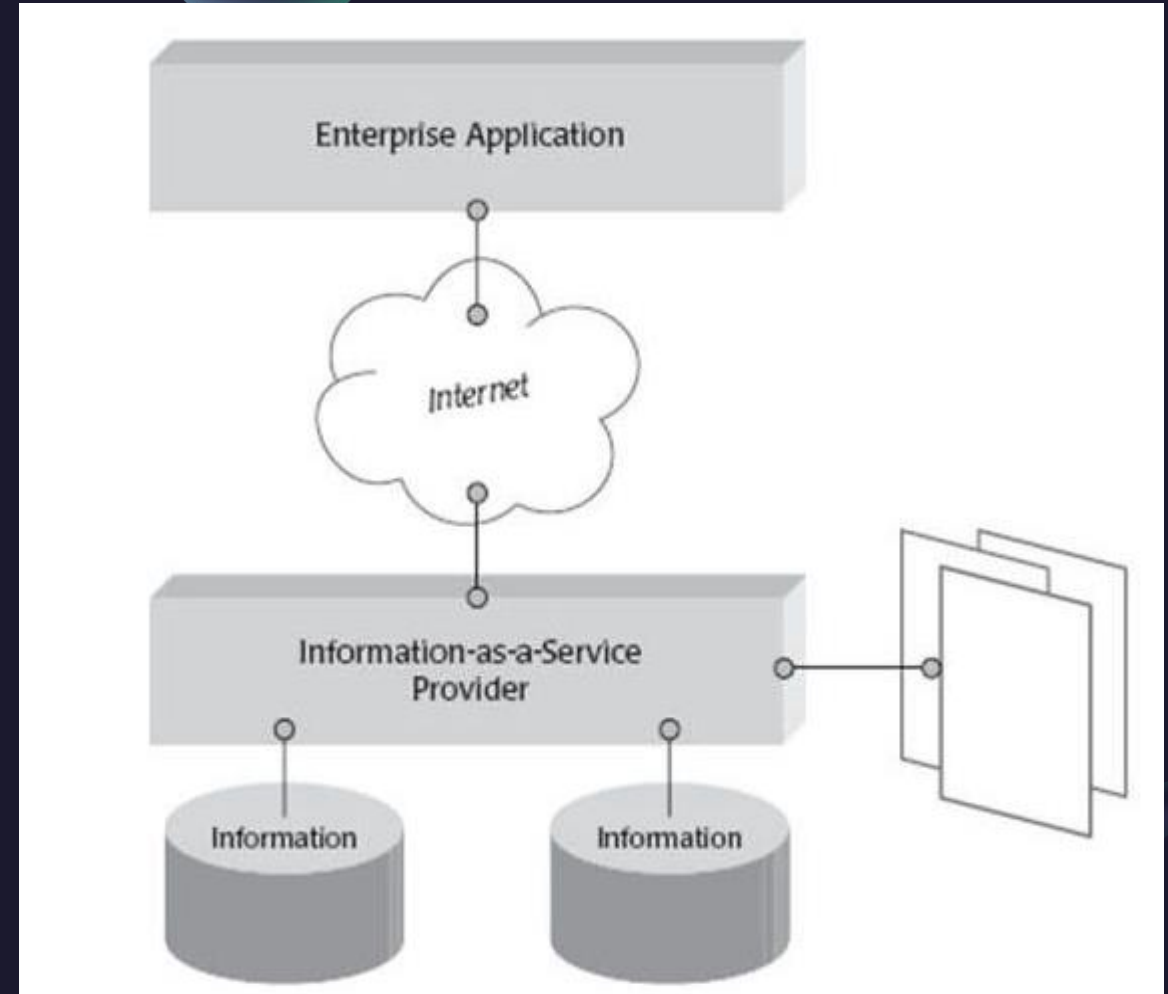 Enterprise Application
Internet
Information-as-a-Service
Provider
Information
Information